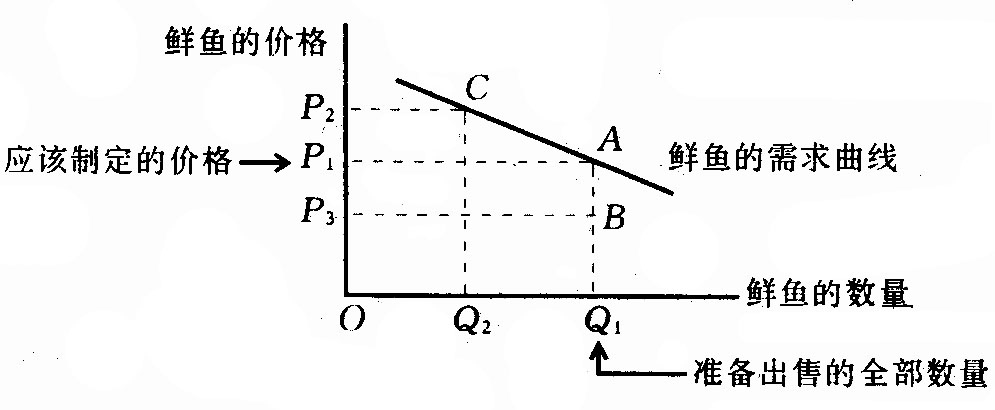 鲜鱼的价格
C
P₂
A
应该制定的价格
P₁
鲜鱼的需求曲线
P₃
B
鲜鱼的数量
O
Q₂
Q₁
准备出售的全部数量